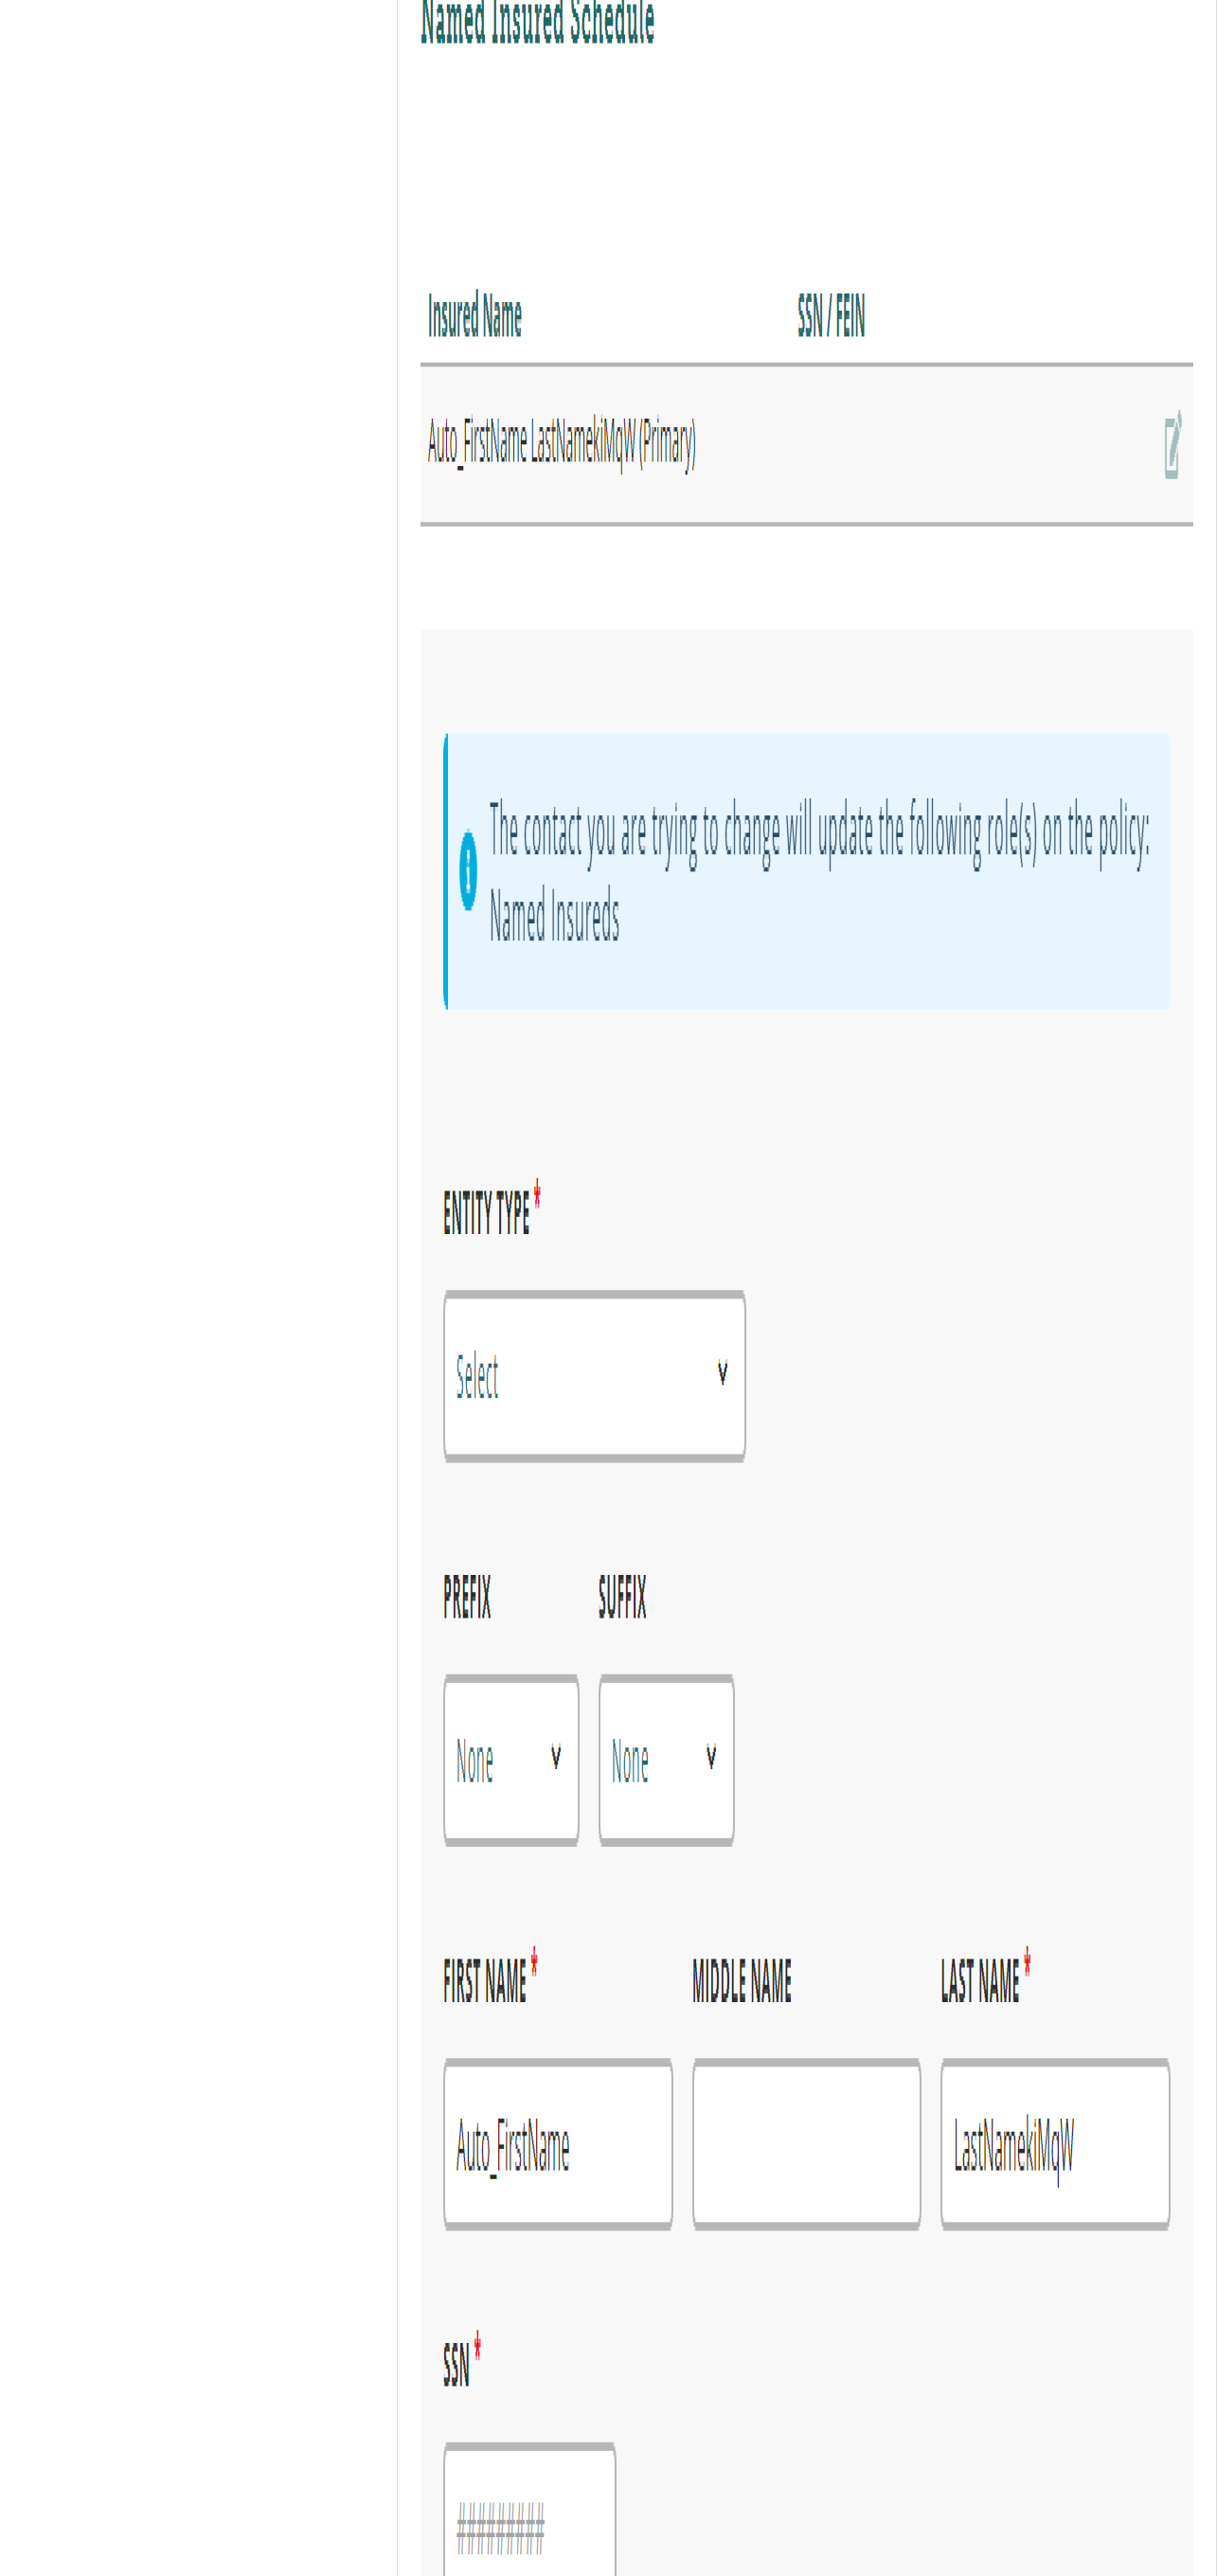 Named Insured Schedule
Insured Name SSN / FEIN
Auto_FirstName LastNamekiMqW (Primary)
The contact you are trying to change will update the following role(s) on the policy:
Named Insureds
ENTITY TYPE *
Select
PREFIX SUFFIX
None None
FIRST NAME * MIDDLE NAME LAST NAME *
Auto_FirstName LastNamekiMqW
SSN *
#########